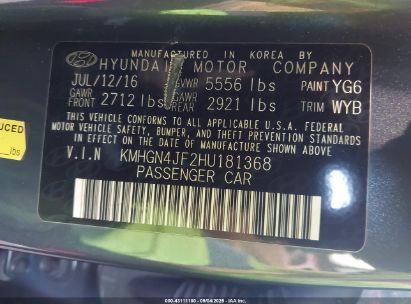 MANUFACTURED IN KOREA BY
HYUNDAI MOTOR COMPANY
JUL/12/16 GVWR 5556 lbs PAINT YG6
GAWR FRONT 2712 lbs GAWR REAR 2921 lbs TRIM WYB
THIS VEHICLE CONFORMS TO ALL APPLICABLE U.S.A. FEDERAL
MOTOR VEHICLE SAFETY, BUMPER, AND THEFT PREVENTION STANDARDS
IN EFFECT ON THE DATE OF MANUFACTURE SHOWN ABOVE.
V.I.N KMHGN4JF2HU181368
PASSENGER CAR
UCED
lbs